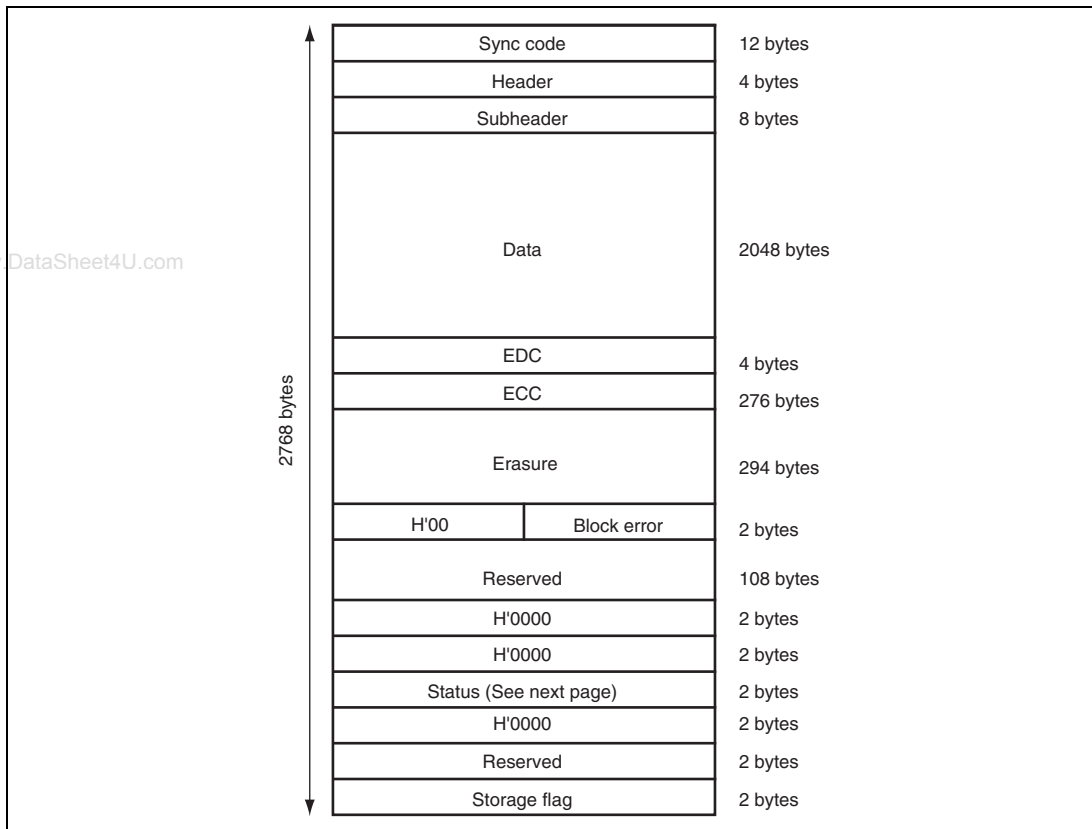 Sync code 12 bytes
Header 4 bytes
Subheader 8 bytes
Data 2048 bytes
.DataSheet4U.com
EDC 4 bytes
ECC 276 bytes
2768 bytes
Erasure 294 bytes
H'00 Block error 2 bytes
Reserved 108 bytes
H'0000 2 bytes
H'0000 2 bytes
Status (See next page) 2 bytes
H'0000 2 bytes
Reserved 2 bytes
Storage flag 2 bytes